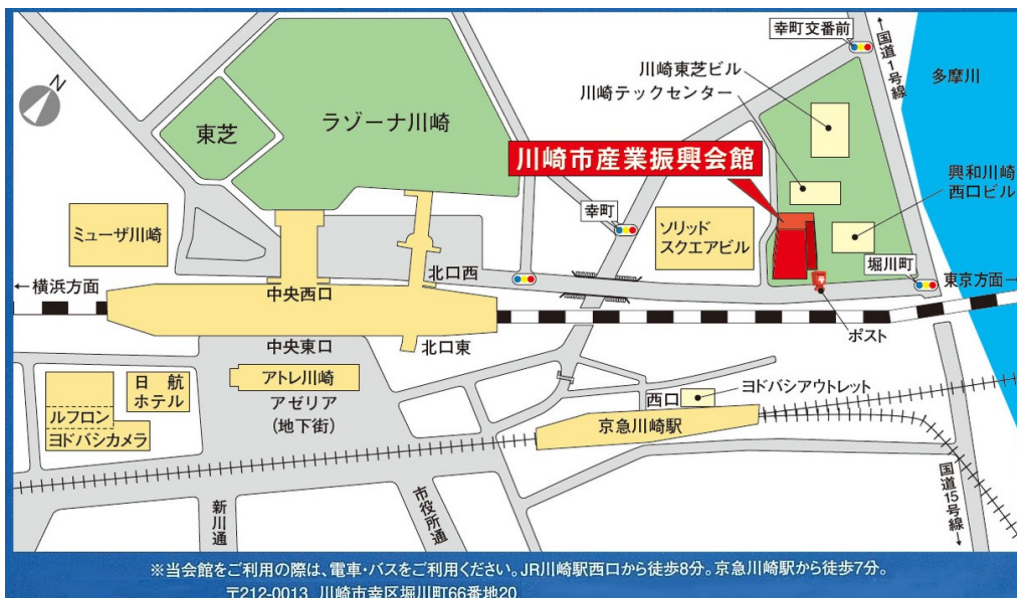 幸町交番前
←国道1号線
多摩川
川崎東芝ビル
川崎テックセンター
N
ラゾーナ川崎
東芝
川崎市産業振興会館
興和川崎
西口ビル
幸町
ソリッド
スクエアビル
ミューザ川崎
堀川町
北口西
←横浜方面
中央西口
東京方面→
ポスト
中央東口
北口東
アトレ川崎
日航
ホテル
ヨドバシアウトレット
西口
アゼリア
(地下街)
ルフロン
ヨドバシカメラ
京急川崎駅
新川通
市役所通
国道15号線→
※当会館をご利用の際は、電車・バスをご利用ください。JR川崎駅西口から徒歩8分。京急川崎駅から徒歩7分。
〒212-0013 川崎市幸区堀川町66番地20